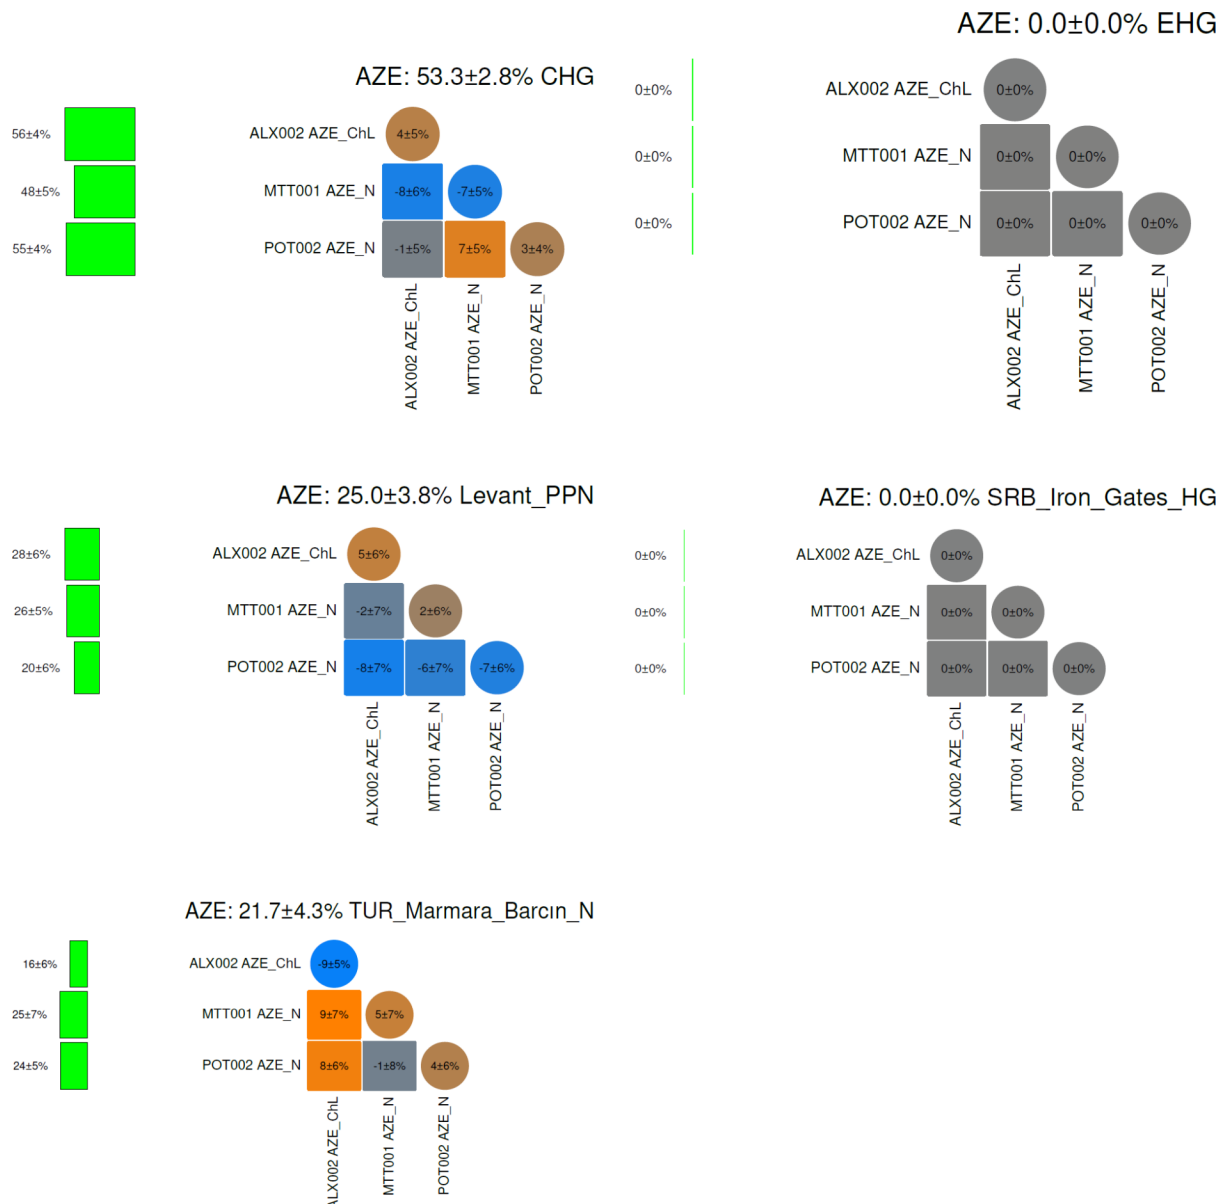 AZE: 53.3±2.8% CHG
56±4%
ALX002 AZE_ChL
4±5%
48±5%
MTT001 AZE_N
-8±6%
-7±5%
55±4%
POT002 AZE_N
-1±5%
7±5%
3±4%
ALX002 AZE_ChL
MTT001 AZE_N
POT002 AZE_N
AZE: 0.0±0.0% EHG
0±0%
ALX002 AZE_ChL
0±0%
0±0%
MTT001 AZE_N
0±0%
0±0%
0±0%
POT002 AZE_N
0±0%
0±0%
0±0%
ALX002 AZE_ChL
MTT001 AZE_N
POT002 AZE_N
AZE: 25.0±3.8% Levant_PPN
28±6%
ALX002 AZE_ChL
5±6%
26±5%
MTT001 AZE_N
-2±7%
2±6%
20±6%
POT002 AZE_N
-8±7%
-6±7%
-7±6%
ALX002 AZE_ChL
MTT001 AZE_N
POT002 AZE_N
AZE: 0.0±0.0% SRB_Iron_Gates_HG
0±0%
ALX002 AZE_ChL
0±0%
0±0%
MTT001 AZE_N
0±0%
0±0%
0±0%
POT002 AZE_N
0±0%
0±0%
0±0%
ALX002 AZE_ChL
MTT001 AZE_N
POT002 AZE_N
AZE: 21.7±4.3% TUR_Marmara_Barcın_N
16±6%
ALX002 AZE_ChL
-9±5%
25±7%
MTT001 AZE_N
9±7%
5±7%
24±5%
POT002 AZE_N
8±6%
-1±8%
4±6%
ALX002 AZE_ChL
MTT001 AZE_N
POT002 AZE_N